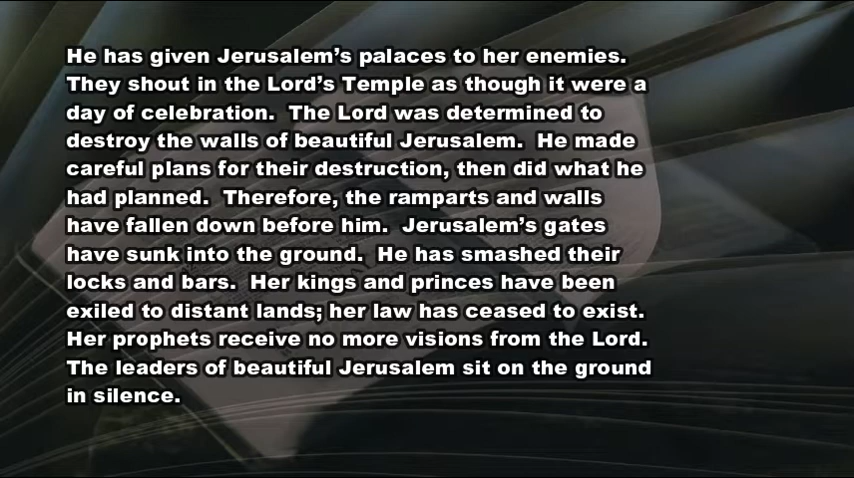 He has given Jerusalem’s palaces to her enemies.
They shout in the Lord’s Temple as though it were a
day of celebration.  The Lord was determined to
destroy the walls of beautiful Jerusalem.  He made
careful plans for their destruction, then did what he
had planned.  Therefore, the ramparts and walls
have fallen down before him.  Jerusalem’s gates
have sunk into the ground.  He has smashed their
locks and bars.  Her kings and princes have been
exiled to distant lands; her law has ceased to exist.
Her prophets receive no more visions from the Lord.
The leaders of beautiful Jerusalem sit on the ground
in silence.